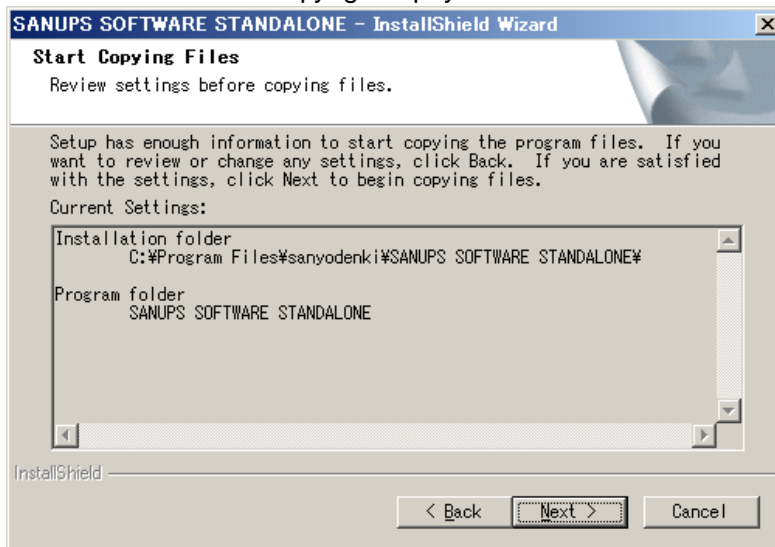 SANUPS SOFTWARE STANDALONE - InstallShield Wizard
Start Copying Files
Review settings before copying files.
Setup has enough information to start copying the program files. If you
want to review or change any settings, click Back. If you are satisfied
with the settings, click Next to begin copying files.
Current Settings:
Installation folder
C:¥Program Files¥sanyodenki¥SANUPS SOFTWARE STANDALONE¥
Program folder
SANUPS SOFTWARE STANDALONE
InstallShield
< Back Next > Cancel